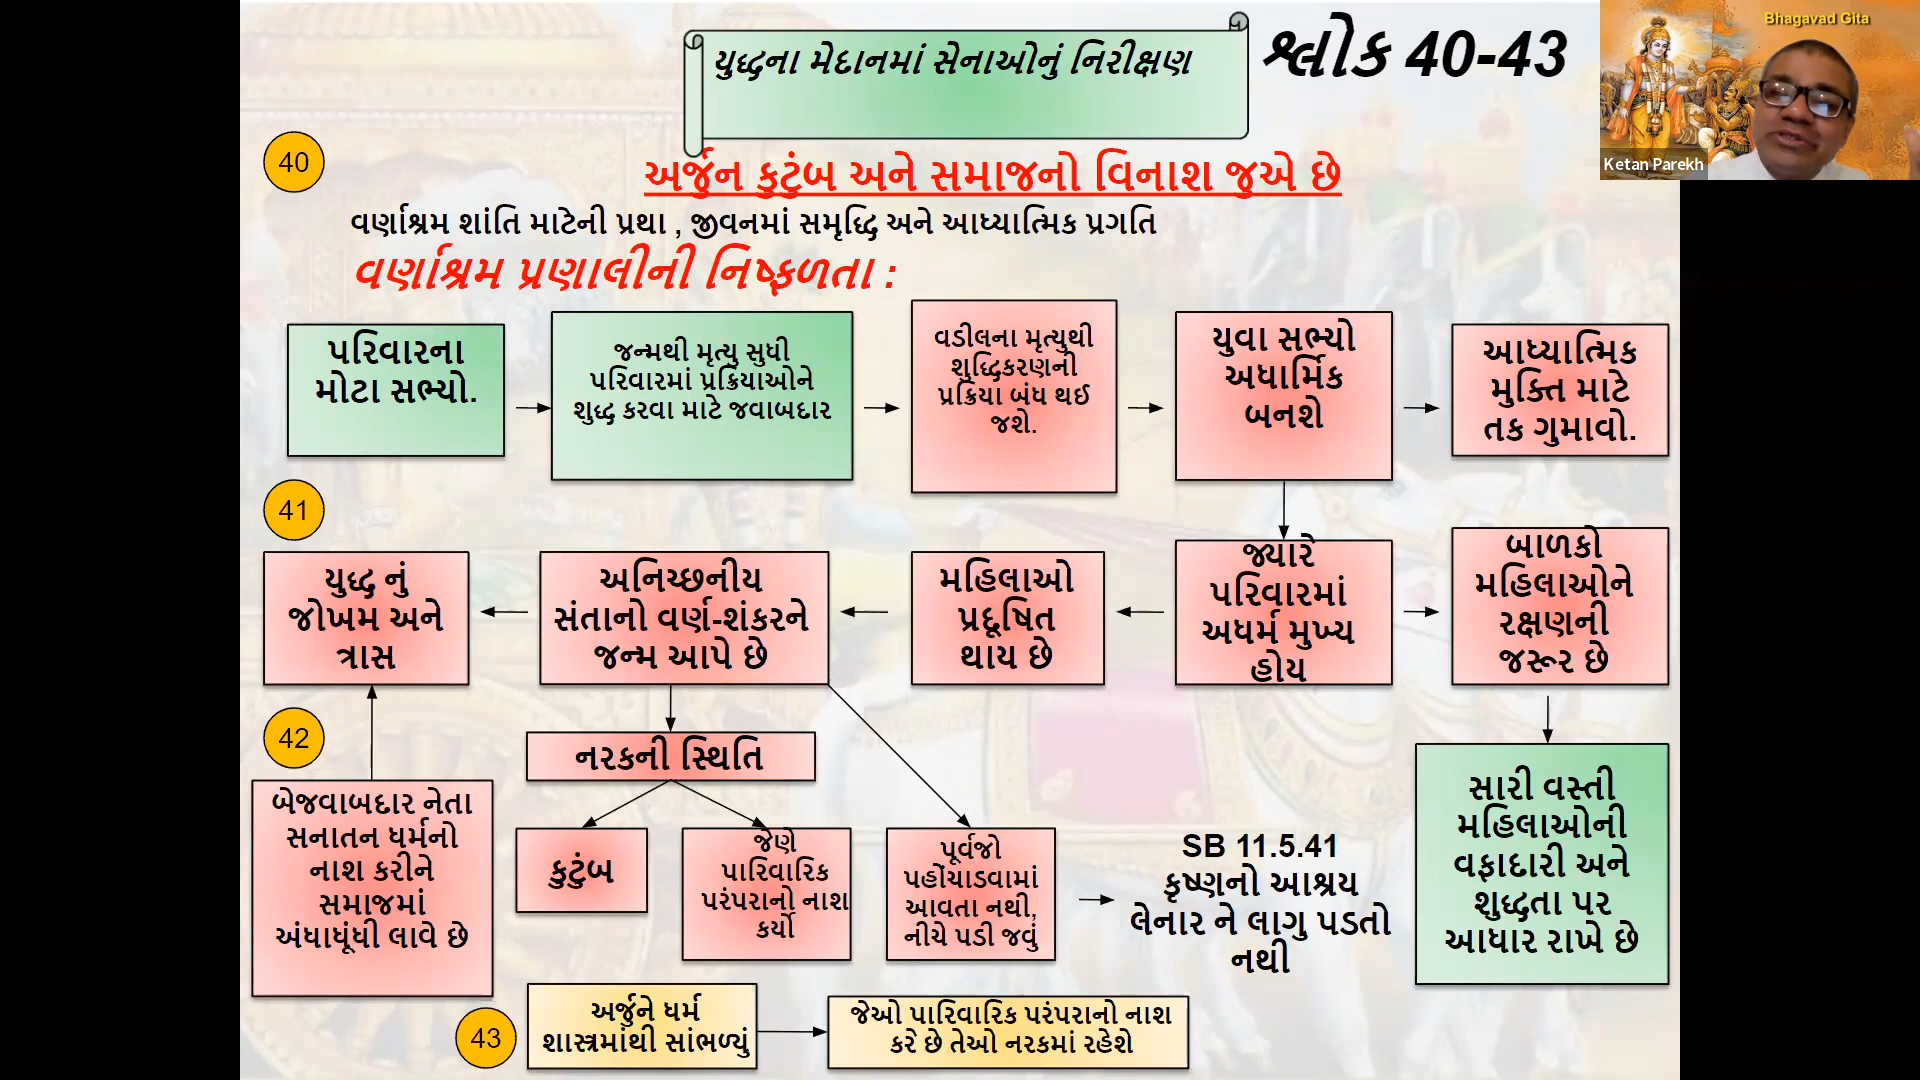 યુદ્ધના મેદાનમાં સેનાઓનું નિરીક્ષણ
શ્લોક 40-43
Bhagavad Gita
Ketan Parekh
40
અર્જુન કુટુંબ અને સમાજનો વિનાશ જુએ છે
વર્ણાશ્રમ શાંતિ માટેની પ્રથા , જીવનમાં સમૃદ્ધિ અને આધ્યાત્મિક પ્રગતિ
વર્ણાશ્રમ પ્રણાલીની નિષ્ફળતા :
પરિવારના
મોટા સભ્યો.
જન્મથી મૃત્યુ સુધી
પરિવારમાં પ્રક્રિયાઓને
શુદ્ધ કરવા માટે જવાબદાર
વડીલના મૃત્યુથી
શુદ્ધિકરણની
પ્રક્રિયા બંધ થઈ
જશે.
યુવા સભ્યો
અધાર્મિક
બનશે
આધ્યાત્મિક
મુક્તિ માટે
તક ગુમાવો.
41
યુદ્ધ નું
જોખમ અને
ત્રાસ
અનિચ્છનીય
સંતાનો વર્ણ-શંકરને
જન્મ આપે છે
મહિલાઓ
પ્રદૂષિત
થાય છે
જ્યારે
પરિવારમાં
અધર્મ મુખ્ય
હોય
બાળકો
મહિલાઓને
રક્ષણની
જરૂર છે
42
નરકની સ્થિતિ
બેજવાબદાર નેતા
સનાતન ધર્મનો
નાશ કરીને
સમાજમાં
અંધાધૂંધી લાવે છે
કુટુંબ
જેણે
પારિવારિક
પરંપરાનો નાશ
કર્યો
પૂર્વજો
પહોંચાડવામાં
આવતા નથી,
નીચે પડી જવું
SB 11.5.41
કૃષ્ણનો આશ્રય
લેનાર ને લાગુ પડતો
નથી
સારી વસ્તી
મહિલાઓની
વફાદારી અને
શુદ્ધતા પર
આધાર રાખે છે
43
અર્જુને ધર્મ
શાસ્ત્રમાંથી સાંભળ્યું
જેઓ પારિવારિક પરંપરાનો નાશ
કરે છે તેઓ નરકમાં રહેશે